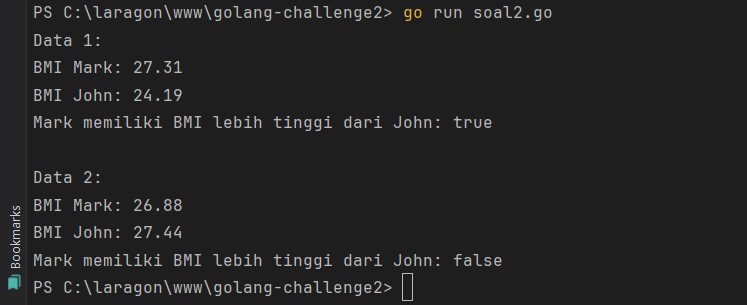 PS C:\laragon\www\golang-challenge2> go run soal2.go
Data 1:
BMI Mark: 27.31
BMI John: 24.19
Mark memiliki BMI lebih tinggi dari John: true
Data 2:
BMI Mark: 26.88
BMI John: 27.44
Mark memiliki BMI lebih tinggi dari John: false
PS C:\laragon\www\golang-challenge2>
Bookmarks